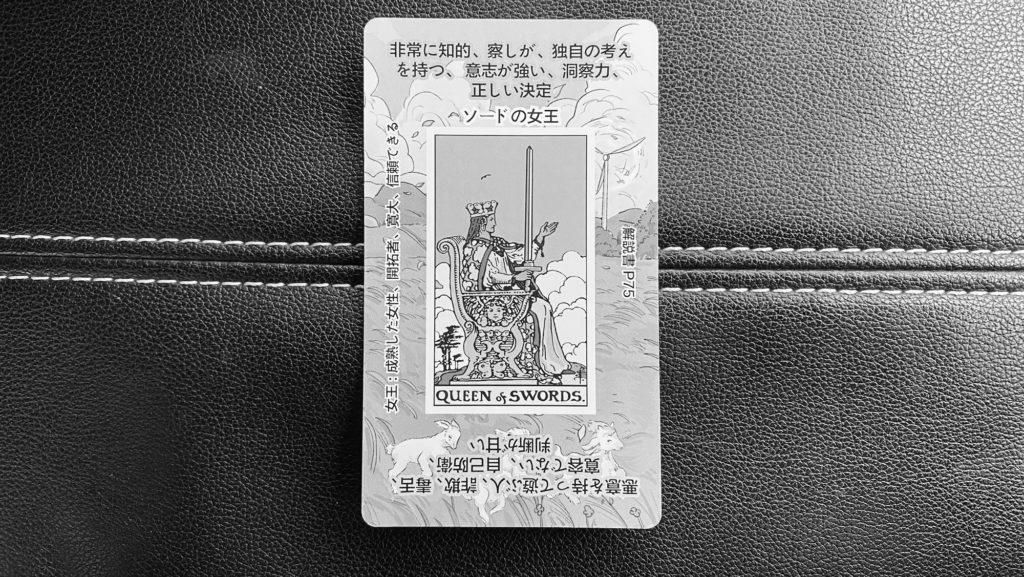 非常に知的、察しが、独自の考え
を持つ、意志が強い、洞察力、
正しい決定
ソードの女王
女王：成熟した女性、開拓者、寛大、信頼できる
解説書 P75
QUEEN of SWORDS.
悪意を持って遊ぶ人、詐欺、毒舌、
寛容でない、自己防衛
判断が甘い